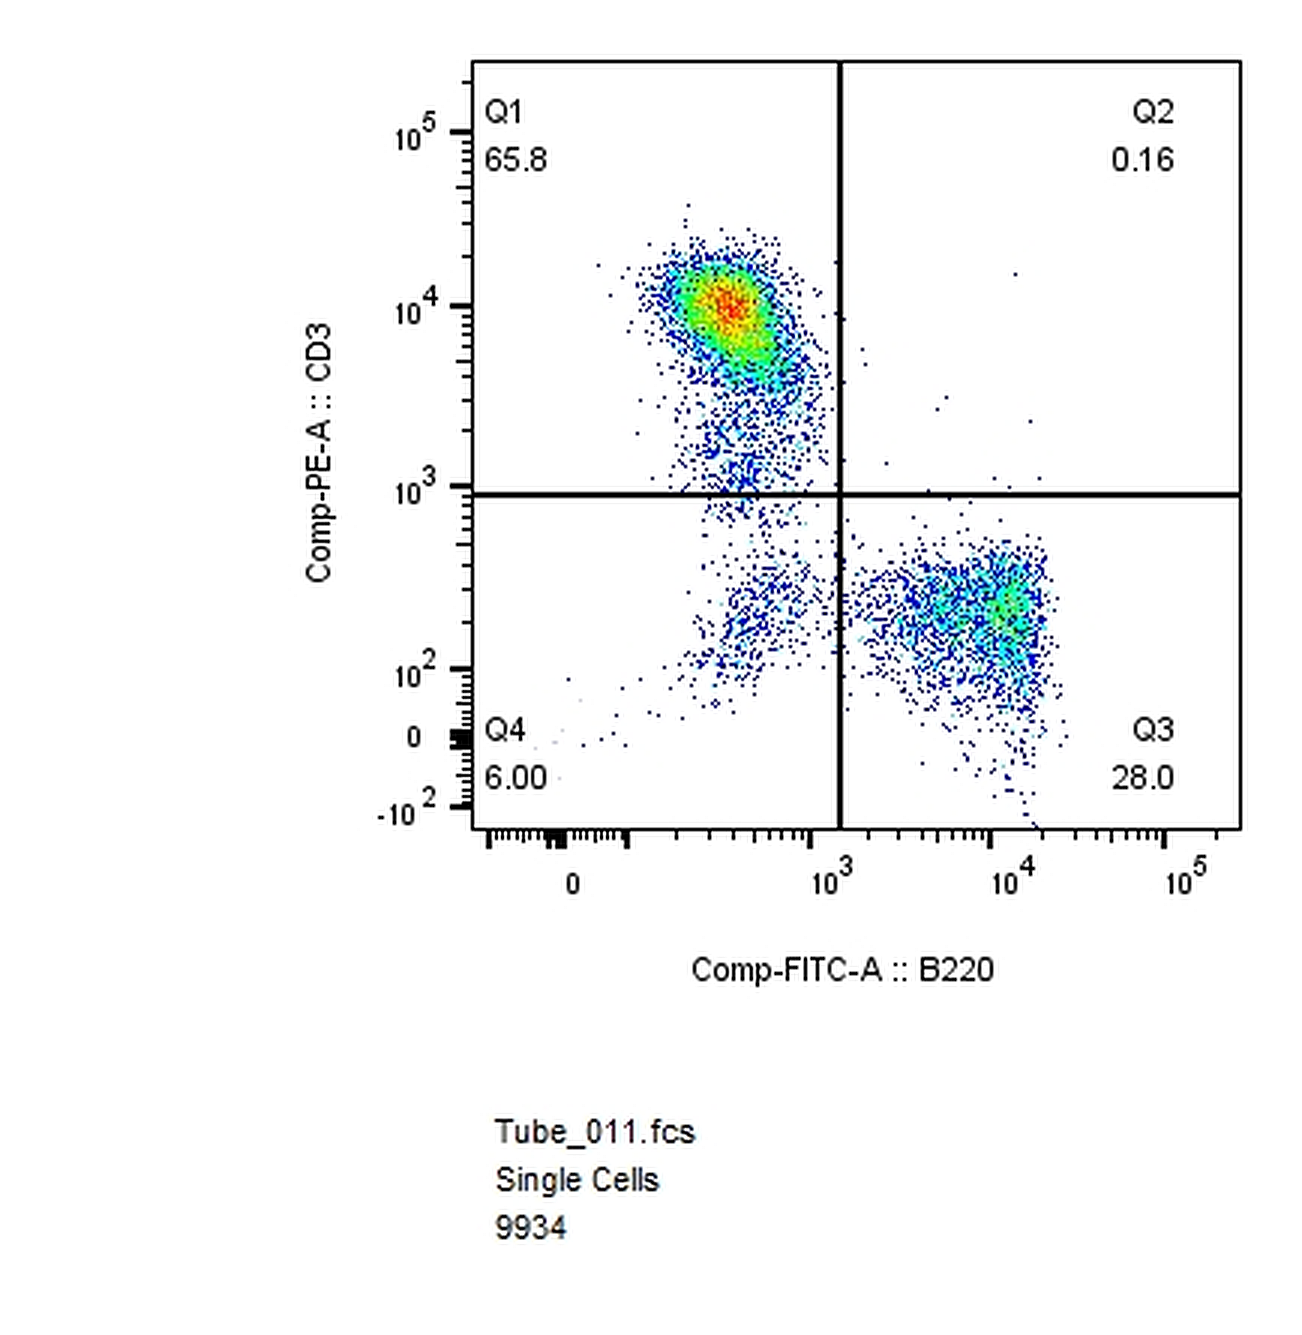 Q1
65.8
Q2
0.16
10^5
10^4
10^3
10^2
0
-10^2
Comp-PE-A :: CD3
Q4
6.00
Q3
28.0
0
10^3
10^4
10^5
Comp-FITC-A :: B220
Tube_011.fcs
Single Cells
9934